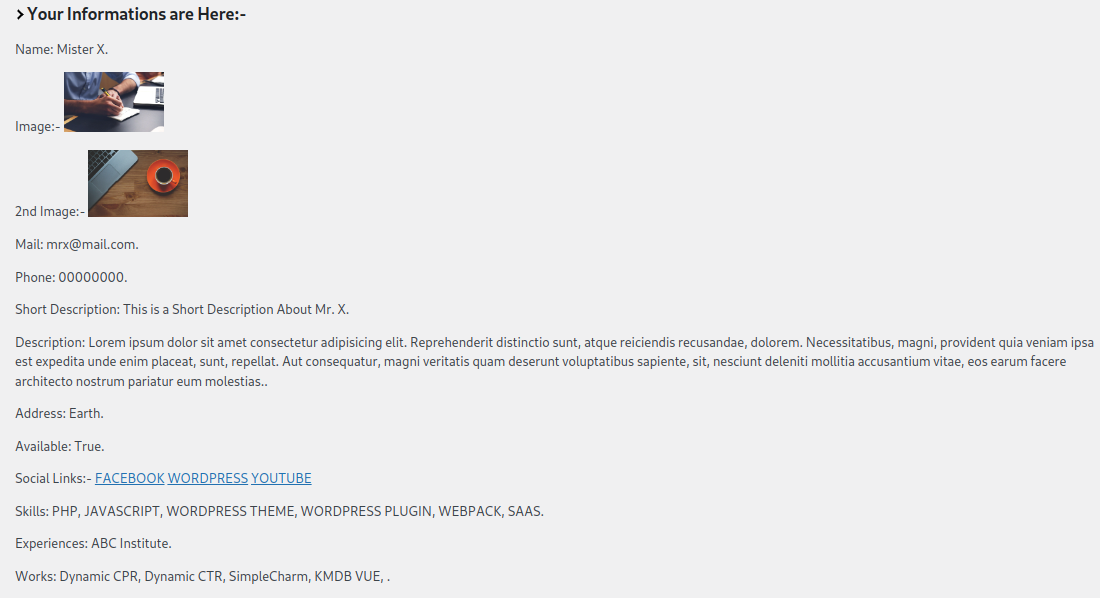 > Your Informations are Here:-
Name: Mister X.
Image:-
2nd Image:-
Mail: mrx@mail.com.
Phone: 00000000.
Short Description: This is a Short Description About Mr. X.
Description: Lorem ipsum dolor sit amet consectetur adipisicing elit. Reprehenderit distinctio sunt, atque reiciendis recusandae, dolorem. Necessitatibus, magni, provident quia veniam ipsa
est expedita unde enim placeat, sunt, repellat. Aut consequatur, magni veritatis quam deserunt voluptatibus sapiente, sit, nesciunt deleniti mollitia accusantium vitae, eos earum facere
architecto nostrum pariatur eum molestias..
Address: Earth.
Available: True.
Social Links:- FACEBOOK WORDPRESS YOUTUBE
Skills: PHP, JAVASCRIPT, WORDPRESS THEME, WORDPRESS PLUGIN, WEBPACK, SAAS.
Experiences: ABC Institute.
Works: Dynamic CPR, Dynamic CTR, SimpleCharm, KMDB VUE, .